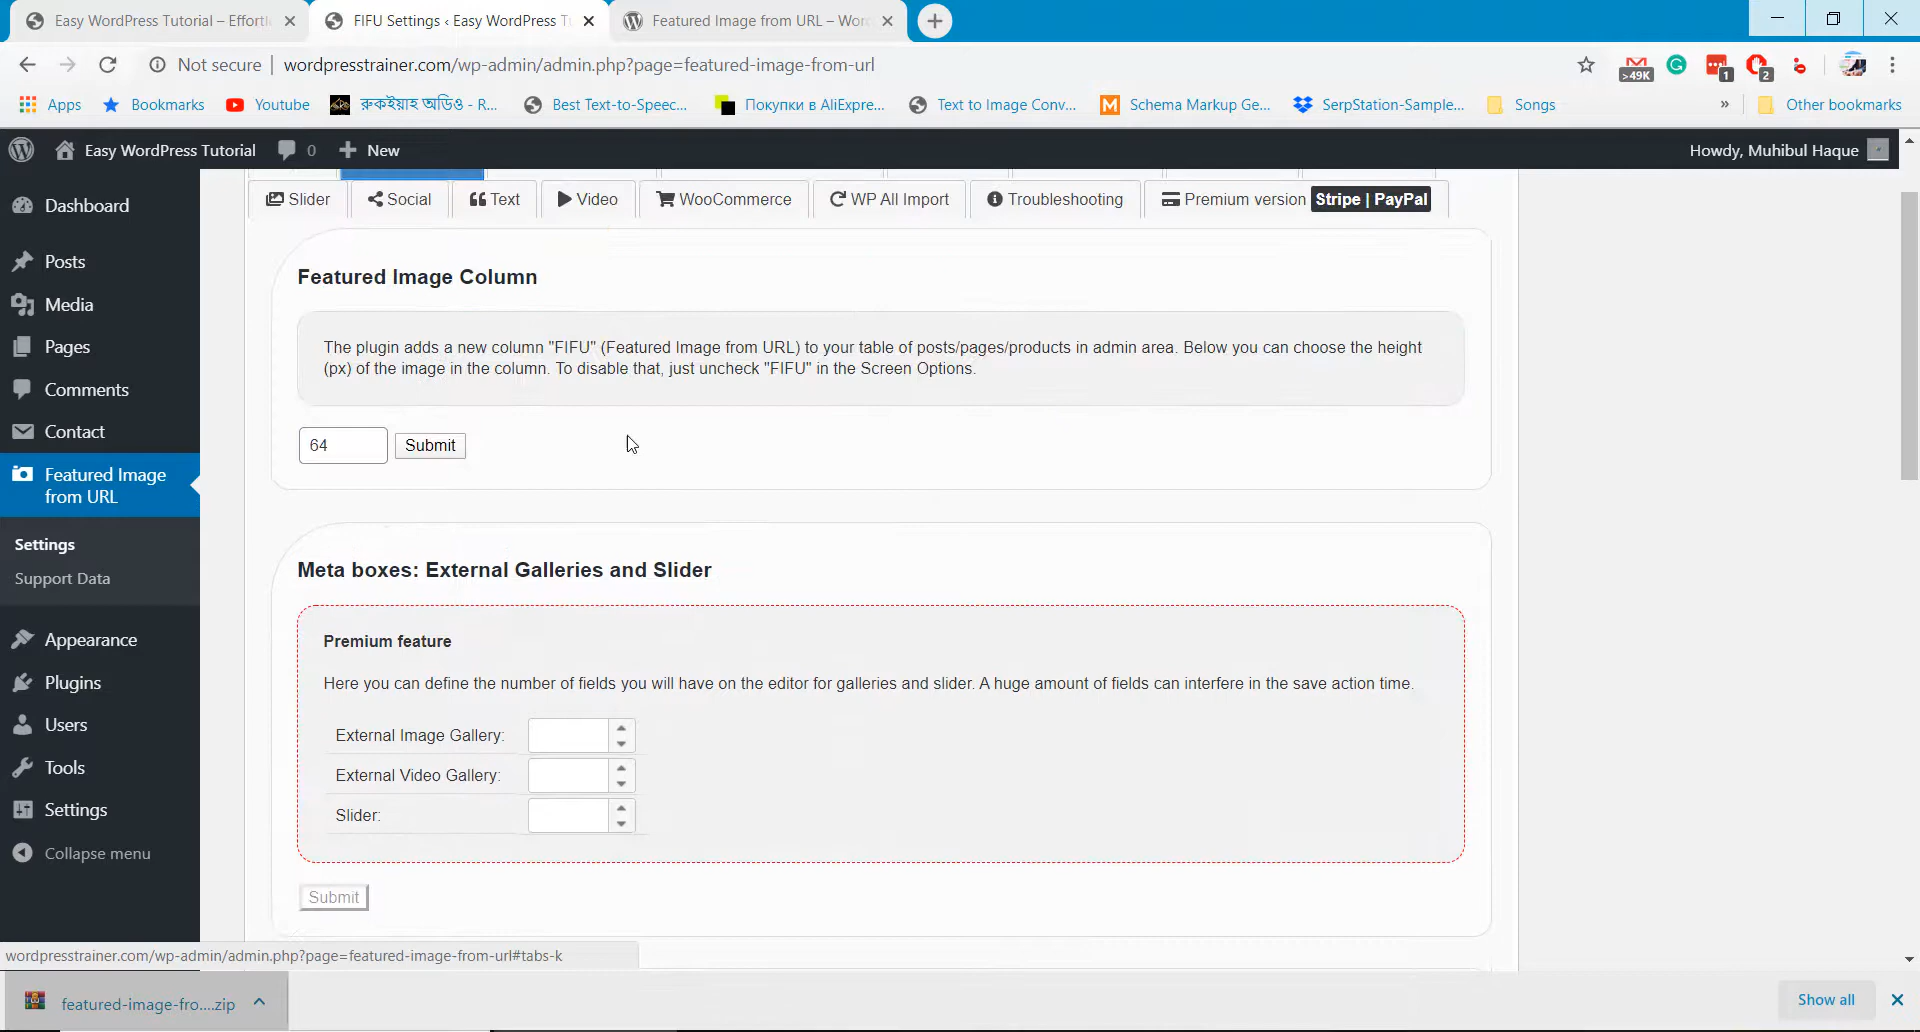 Easy WordPress Tutorial – Effortl
FIFU Settings ‹ Easy WordPress T
Featured Image from URL – Wor
Not secure | wordpresstrainer.com/wp-admin/admin.php?page=featured-image-from-url
>49K
1
2
Apps
Bookmarks
Youtube
রুকইয়াহ অডিও - R...
Best Text-to-Speec...
Покупки в AliExpre...
Text to Image Conv...
Schema Markup Ge...
SerpStation-Sample...
Songs
»
Other bookmarks
Easy WordPress Tutorial
0
New
Howdy, Muhibul Haque
Dashboard
Posts
Media
Pages
Comments
Contact
Featured Image
from URL
Settings
Support Data
Appearance
Plugins
Users
Tools
Settings
Collapse menu
Slider
Social
Text
Video
WooCommerce
WP All Import
Troubleshooting
Premium version Stripe | PayPal
Featured Image Column
The plugin adds a new column "FIFU" (Featured Image from URL) to your table of posts/pages/products in admin area. Below you can choose the height
(px) of the image in the column. To disable that, just uncheck "FIFU" in the Screen Options.
64
Submit
Meta boxes: External Galleries and Slider
Premium feature
Here you can define the number of fields you will have on the editor for galleries and slider. A huge amount of fields can interfere in the save action time.
External Image Gallery:
External Video Gallery:
Slider:
Submit
wordpresstrainer.com/wp-admin/admin.php?page=featured-image-from-url#tabs-k
featured-image-fro....zip
Show all